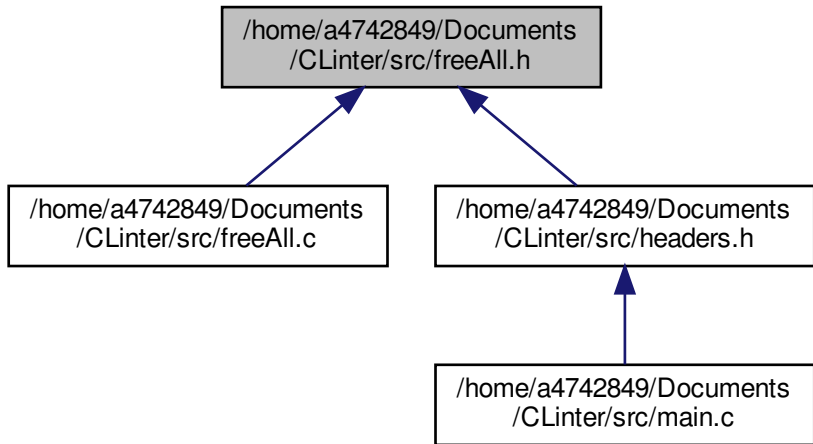 /home/a4742849/Documents
/CLinter/src/freeAll.h
/home/a4742849/Documents
/CLinter/src/freeAll.c
/home/a4742849/Documents
/CLinter/src/headers.h
/home/a4742849/Documents
/CLinter/src/main.c